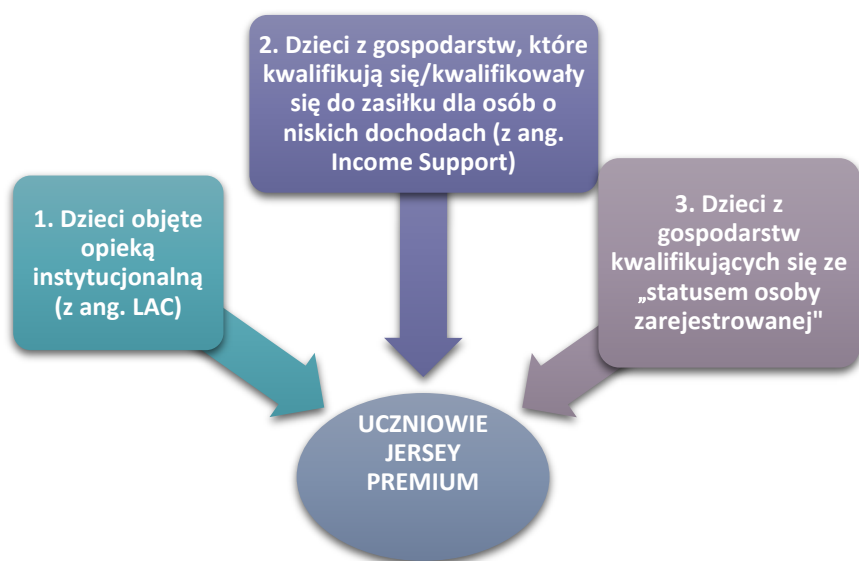 1. Dzieci objęte
opieką
instytucjonalną
(z ang. LAC)
2. Dzieci z gospodarstw, które
kwalifikują się/kwalifikowały
się do zasiłku dla osób o
niskich dochodach (z ang.
Income Support)
3. Dzieci z
gospodarstw
kwalifikujących się ze
„statusem osoby
zarejestrowanej"
UCZNIOWIE
JERSEY
PREMIUM